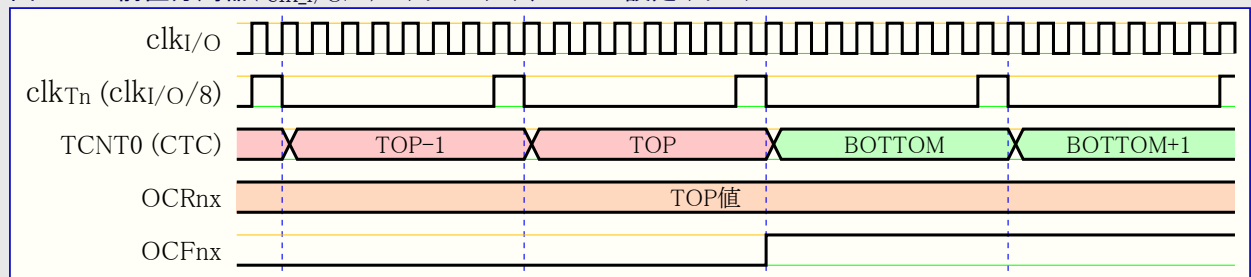 clkI/O
clkTn (clkI/O/8)
TCNT0 (CTC) TOP-1 TOP BOTTOM BOTTOM+1
OCRnx TOP値
OCFnx